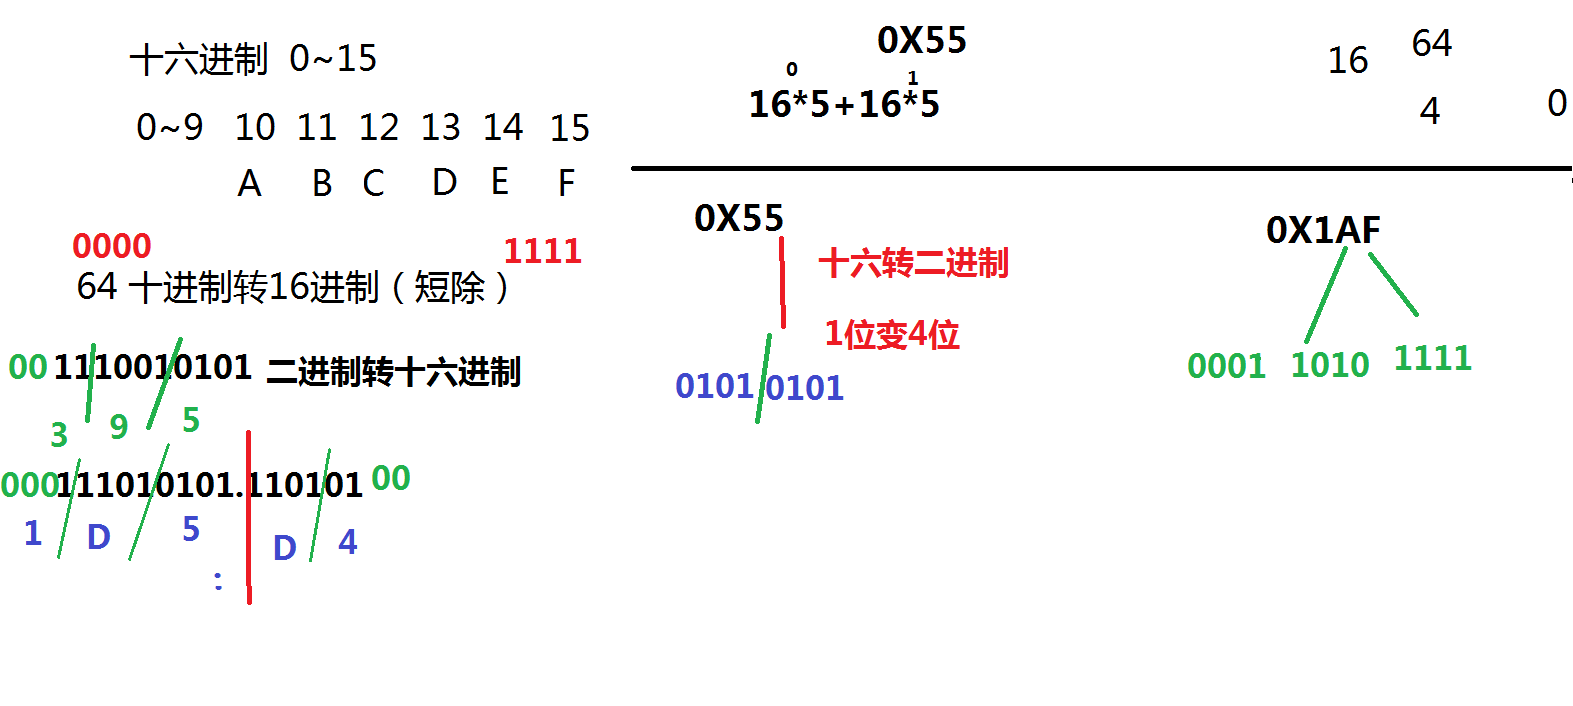 十六进制 0~15
0~9 10 11 12 13 14 15
A B C D E F
0000 1111
64 十进制转16进制（短除）
00 1110010101 二进制转十六进制
3 9 5
000 111010101.110101 00
1 D 5 D 4
:
0X55
0 1
16*5+16*5
16 64
4 0
0X55
十六转二进制
1位变4位
0101 0101
0X1AF
0001 1010 1111